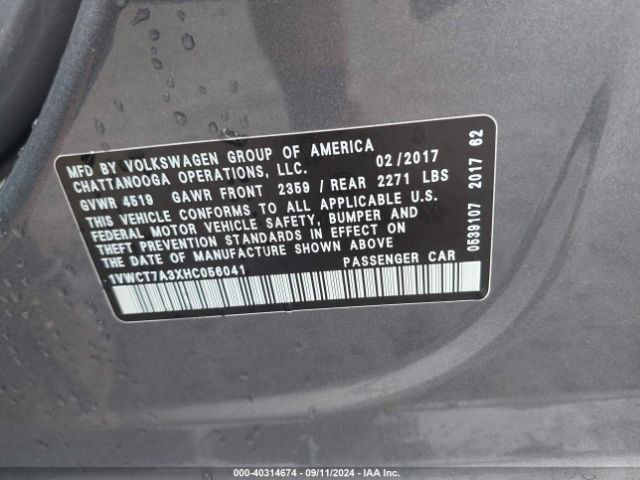 MFD BY VOLKSWAGEN GROUP OF AMERICA
CHATTANOOGA OPERATIONS, LLC. 02/2017
GVWR 4519 GAWR FRONT 2359 / REAR 2271 LBS
THIS VEHICLE CONFORMS TO ALL APPLICABLE U.S.
FEDERAL MOTOR VEHICLE SAFETY, BUMPER AND
THEFT PREVENTION STANDARDS IN EFFECT ON
THE DATE OF MANUFACTURE SHOWN ABOVE
1VWCT7A3XHC056041 PASSENGER CAR
0539107 2017 62
000-40314674 - 09/11/2024 - IAA Inc.